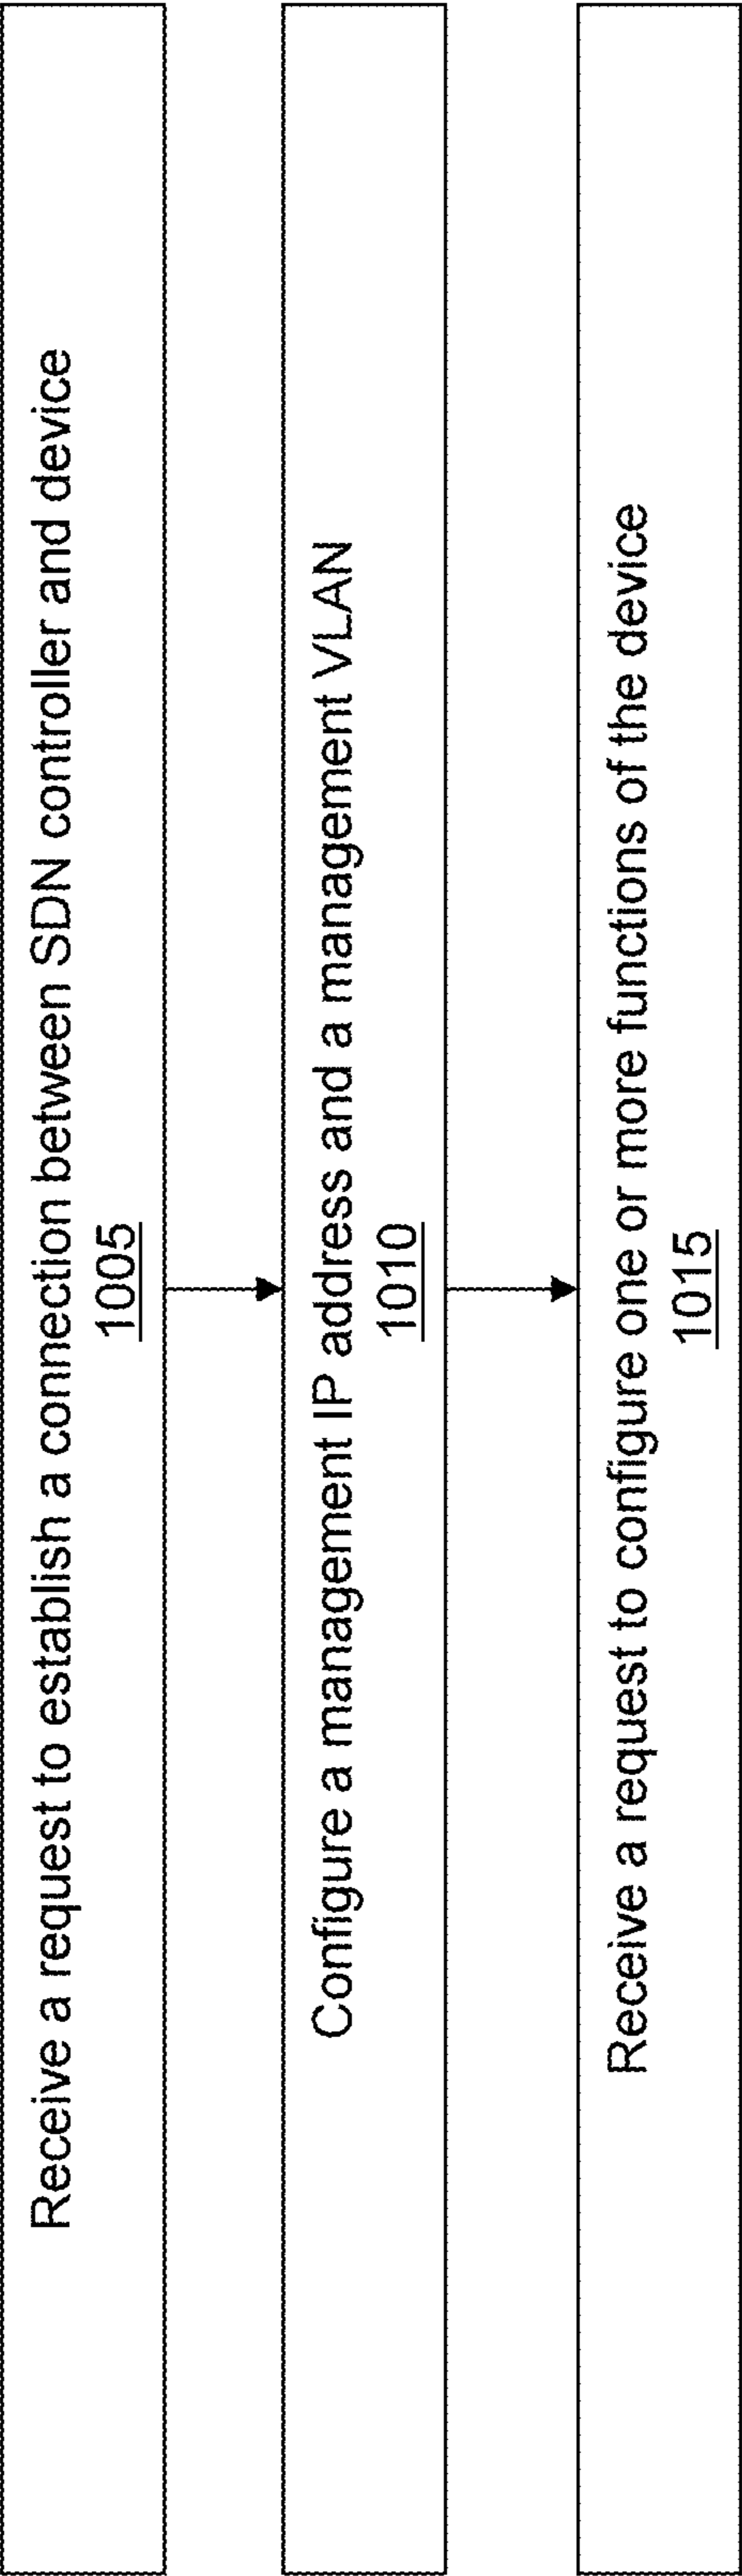 Receive a request to establish a connection between SDN controller and device
1005
Configure a management IP address and a management VLAN
1010
Receive a request to configure one or more functions of the device
1015